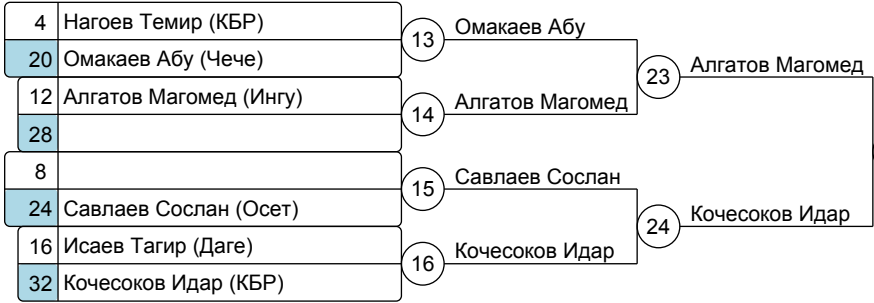 4 Нагоев Темир (КБР)
20 Омакаев Абу (Чече)
12 Алгатов Магомед (Ингу)
28
8
24 Савлаев Сослан (Осет)
16 Исаев Тагир (Даге)
32 Кочесоков Идар (КБР)
13 Омакаев Абу
14 Алгатов Магомед
15 Савлаев Сослан
16 Кочесоков Идар
23 Алгатов Магомед
24 Кочесоков Идар